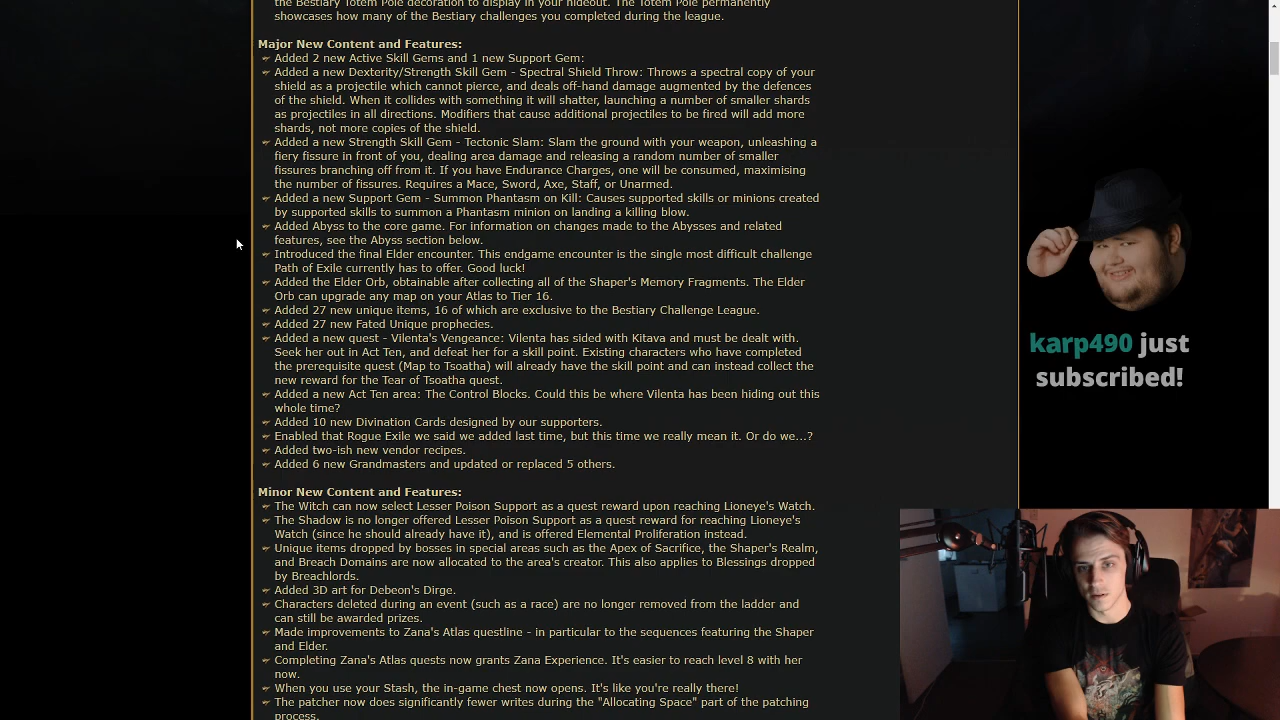 the Bestiary Totem Pole decoration to display in your hideout. The Totem Pole permanently
showcases how many of the Bestiary challenges you completed during the league.
Major New Content and Features:
Added 2 new Active Skill Gems and 1 new Support Gem:
Added a new Dexterity/Strength Skill Gem - Spectral Shield Throw: Throws a spectral copy of your
shield as a projectile which cannot pierce, and deals off-hand damage augmented by the defences
of the shield. When it collides with something it will shatter, launching a number of smaller shards
as projectiles in all directions. Modifiers that cause additional projectiles to be fired will add more
shards, not more copies of the shield.
Added a new Strength Skill Gem - Tectonic Slam: Slam the ground with your weapon, unleashing a
fiery fissure in front of you, dealing area damage and releasing a random number of smaller
fissures branching off from it. If you have Endurance Charges, one will be consumed, maximising
the number of fissures. Requires a Mace, Sword, Axe, Staff, or Unarmed.
Added a new Support Gem - Summon Phantasm on Kill: Causes supported skills or minions created
by supported skills to summon a Phantasm minion on landing a killing blow.
Added Abyss to the core game. For information on changes made to the Abysses and related
features, see the Abyss section below.
Introduced the final Elder encounter. This endgame encounter is the single most difficult challenge
Path of Exile currently has to offer. Good luck!
Added the Elder Orb, obtainable after collecting all of the Shaper's Memory Fragments. The Elder
Orb can upgrade any map on your Atlas to Tier 16.
Added 27 new unique items, 16 of which are exclusive to the Bestiary Challenge League.
Added 27 new Fated Unique prophecies.
Added a new quest - Vilenta's Vengeance: Vilenta has sided with Kitava and must be dealt with.
Seek her out in Act Ten, and defeat her for a skill point. Existing characters who have completed
the prerequisite quest (Map to Tsoatha) will already have the skill point and can instead collect the
new reward for the Tear of Tsoatha quest.
Added a new Act Ten area: The Control Blocks. Could this be where Vilenta has been hiding out this
whole time?
Added 10 new Divination Cards designed by our supporters.
Enabled that Rogue Exile we said we added last time, but this time we really mean it. Or do we...?
Added two-ish new vendor recipes.
Added 6 new Grandmasters and updated or replaced 5 others.
Minor New Content and Features:
The Witch can now select Lesser Poison Support as a quest reward upon reaching Lioneye's Watch.
The Shadow is no longer offered Lesser Poison Support as a quest reward for reaching Lioneye's
Watch (since he should already have it), and is offered Elemental Proliferation instead.
Unique items dropped by bosses in special areas such as the Apex of Sacrifice, the Shaper's Realm,
and Breach Domains are now allocated to the area's creator. This also applies to Blessings dropped
by Breachlords.
Added 3D art for Debeon's Dirge.
Characters deleted during an event (such as a race) are no longer removed from the ladder and
can still be awarded prizes.
Made improvements to Zana's Atlas questline - in particular to the sequences featuring the Shaper
and Elder.
Completing Zana's Atlas quests now grants Zana Experience. It's easier to reach level 8 with her
now.
When you use your Stash, the in-game chest now opens. It's like you're really there!
The patcher now does significantly fewer writes during the "Allocating Space" part of the patching
process.
karp490 just
subscribed!